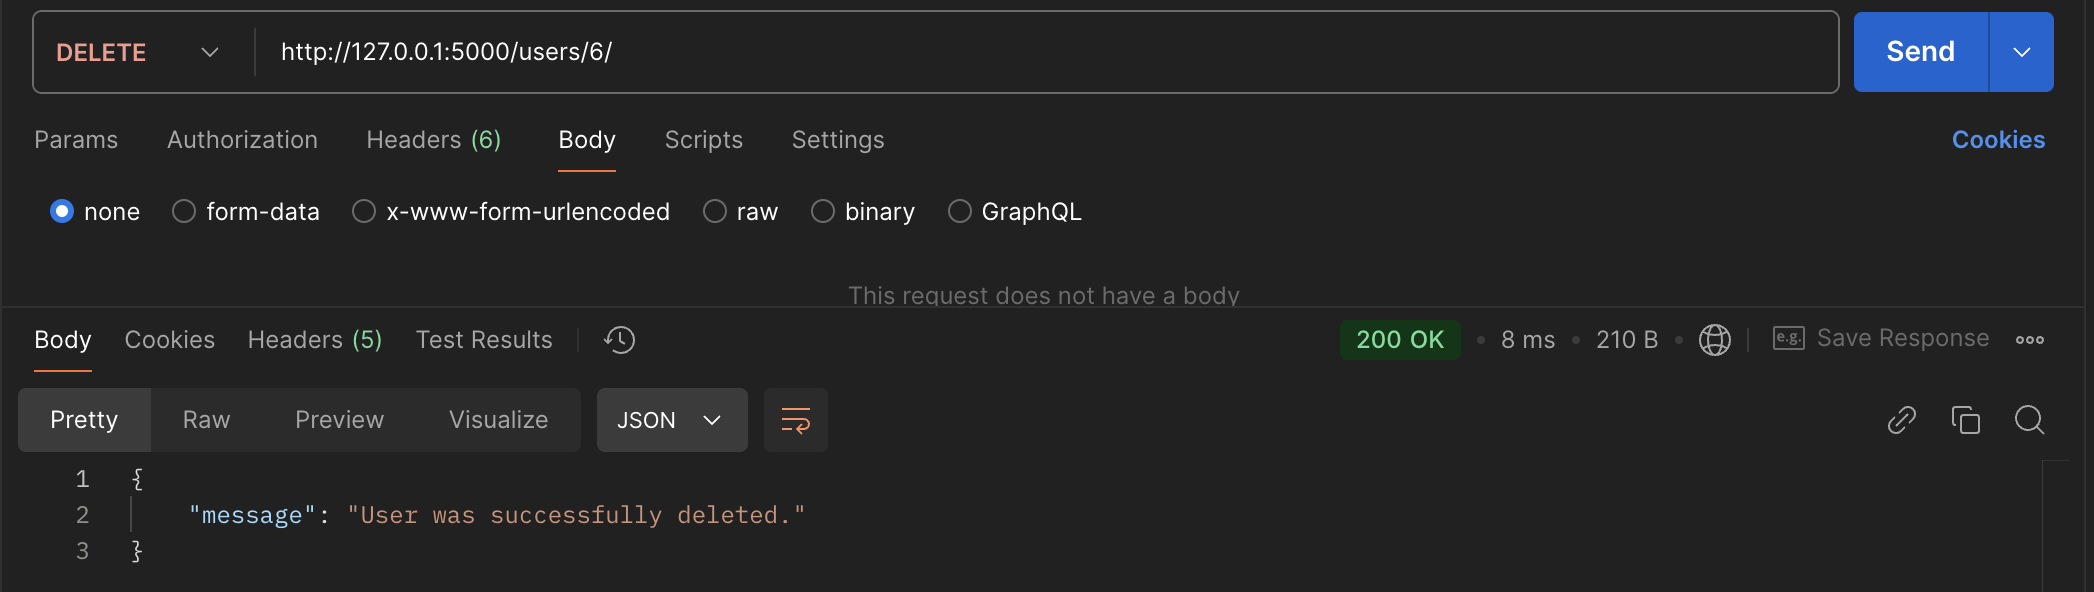 DELETE http://127.0.0.1:5000/users/6/ Send
Params Authorization Headers (6) Body Scripts Settings Cookies
none form-data x-www-form-urlencoded raw binary GraphQL
This request does not have a body
Body Cookies Headers (5) Test Results 200 OK • 8 ms • 210 B • e.g. Save Response
Pretty Raw Preview Visualize JSON
1 {
2 "message": "User was successfully deleted."
3 }